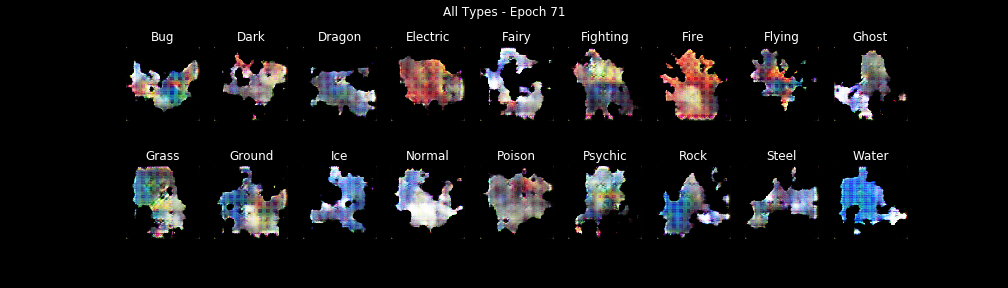 All Types - Epoch 71
Bug Dark Dragon Electric Fairy Fighting Fire Flying Ghost
Grass Ground Ice Normal Poison Psychic Rock Steel Water